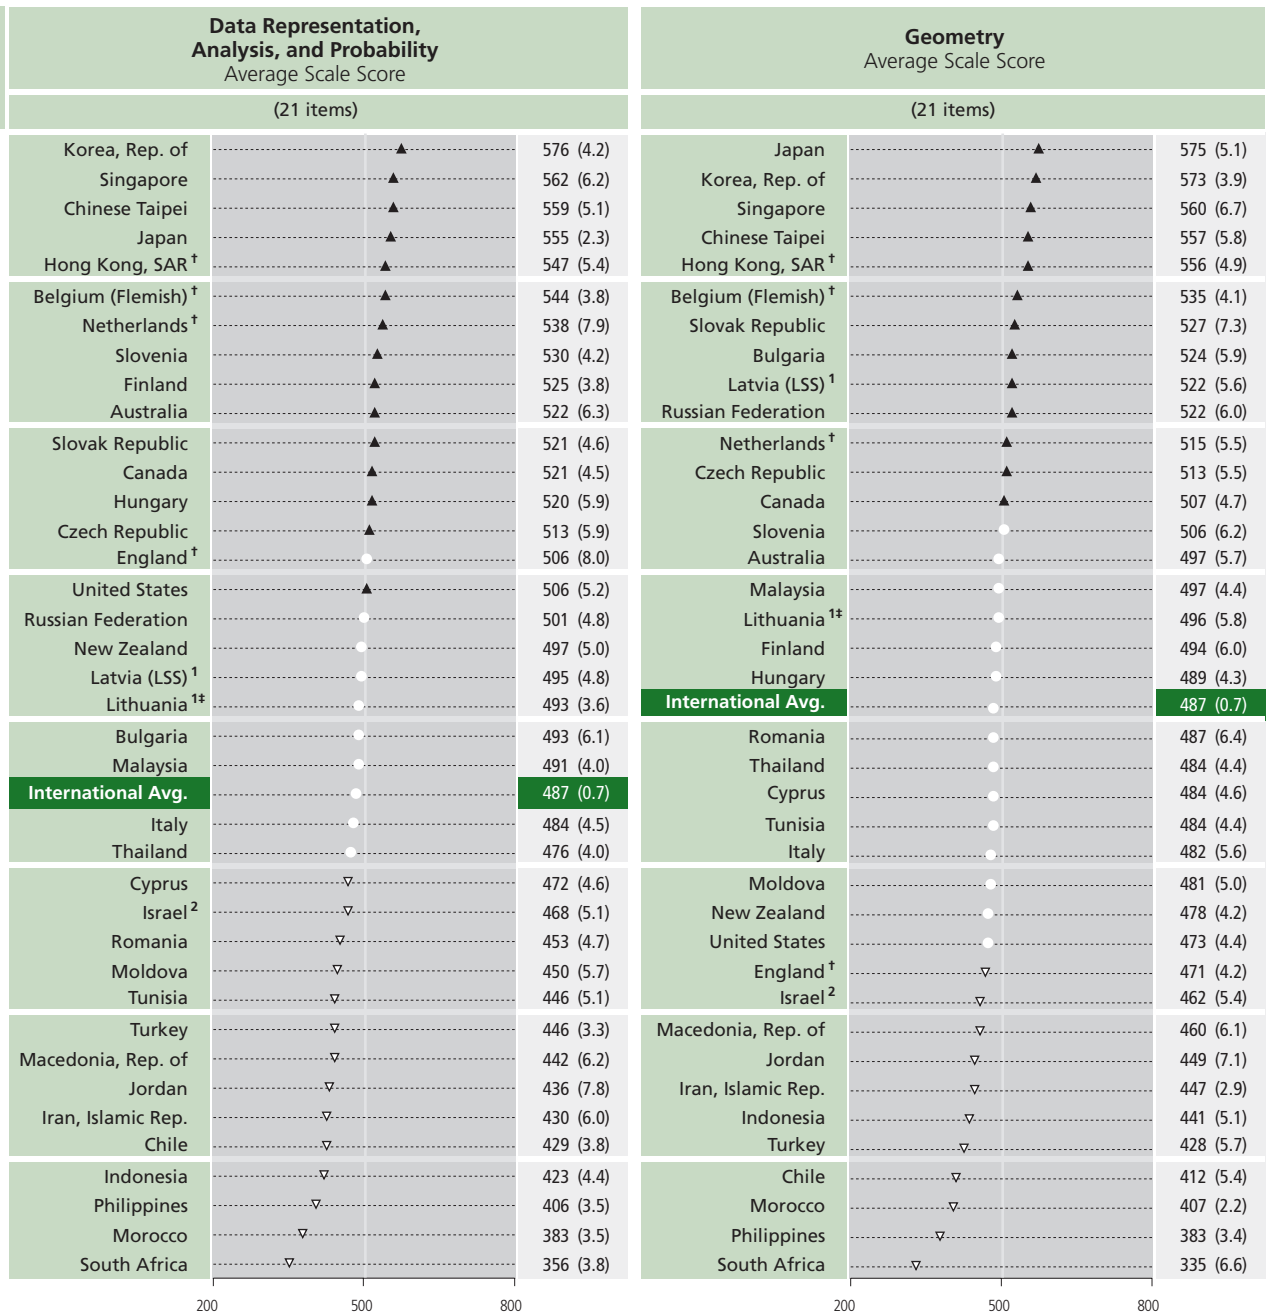 Data Representation,
Analysis, and Probability
Average Scale Score
(21 items)
Korea, Rep. of 576 (4.2)
Singapore 562 (6.2)
Chinese Taipei 559 (5.1)
Japan 555 (2.3)
Hong Kong, SAR † 547 (5.4)
Belgium (Flemish) † 544 (3.8)
Netherlands † 538 (7.9)
Slovenia 530 (4.2)
Finland 525 (3.8)
Australia 522 (6.3)
Slovak Republic 521 (4.6)
Canada 521 (4.5)
Hungary 520 (5.9)
Czech Republic 513 (5.9)
England † 506 (8.0)
United States 506 (5.2)
Russian Federation 501 (4.8)
New Zealand 497 (5.0)
Latvia (LSS) 1 495 (4.8)
Lithuania 1‡ 493 (3.6)
Bulgaria 493 (6.1)
Malaysia 491 (4.0)
International Avg. 487 (0.7)
Italy 484 (4.5)
Thailand 476 (4.0)
Cyprus 472 (4.6)
Israel 2 468 (5.1)
Romania 453 (4.7)
Moldova 450 (5.7)
Tunisia 446 (5.1)
Turkey 446 (3.3)
Macedonia, Rep. of 442 (6.2)
Jordan 436 (7.8)
Iran, Islamic Rep. 430 (6.0)
Chile 429 (3.8)
Indonesia 423 (4.4)
Philippines 406 (3.5)
Morocco 383 (3.5)
South Africa 356 (3.8)
200 500 800
Geometry
Average Scale Score
(21 items)
Japan 575 (5.1)
Korea, Rep. of 573 (3.9)
Singapore 560 (6.7)
Chinese Taipei 557 (5.8)
Hong Kong, SAR † 556 (4.9)
Belgium (Flemish) † 535 (4.1)
Slovak Republic 527 (7.3)
Bulgaria 524 (5.9)
Latvia (LSS) 1 522 (5.6)
Russian Federation 522 (6.0)
Netherlands † 515 (5.5)
Czech Republic 513 (5.5)
Canada 507 (4.7)
Slovenia 506 (6.2)
Australia 497 (5.7)
Malaysia 497 (4.4)
Lithuania 1‡ 496 (5.8)
Finland 494 (6.0)
Hungary 489 (4.3)
International Avg. 487 (0.7)
Romania 487 (6.4)
Thailand 484 (4.4)
Cyprus 484 (4.6)
Tunisia 484 (4.4)
Italy 482 (5.6)
Moldova 481 (5.0)
New Zealand 478 (4.2)
United States 473 (4.4)
England † 471 (4.2)
Israel 2 462 (5.4)
Macedonia, Rep. of 460 (6.1)
Jordan 449 (7.1)
Iran, Islamic Rep. 447 (2.9)
Indonesia 441 (5.1)
Turkey 428 (5.7)
Chile 412 (5.4)
Morocco 407 (2.2)
Philippines 383 (3.4)
South Africa 335 (6.6)
200 500 800